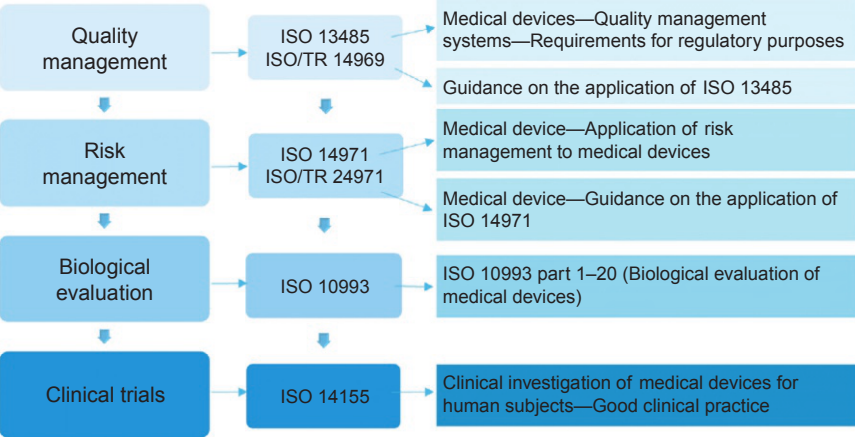 Quality
management
ISO 13485
ISO/TR 14969
Medical devices—Quality management
systems—Requirements for regulatory purposes
Guidance on the application of ISO 13485
Risk
management
ISO 14971
ISO/TR 24971
Medical device—Application of risk
management to medical devices
Medical device—Guidance on the application of
ISO 14971
Biological
evaluation
ISO 10993
ISO 10993 part 1–20 (Biological evaluation of
medical devices)
Clinical trials
ISO 14155
Clinical investigation of medical devices for
human subjects—Good clinical practice